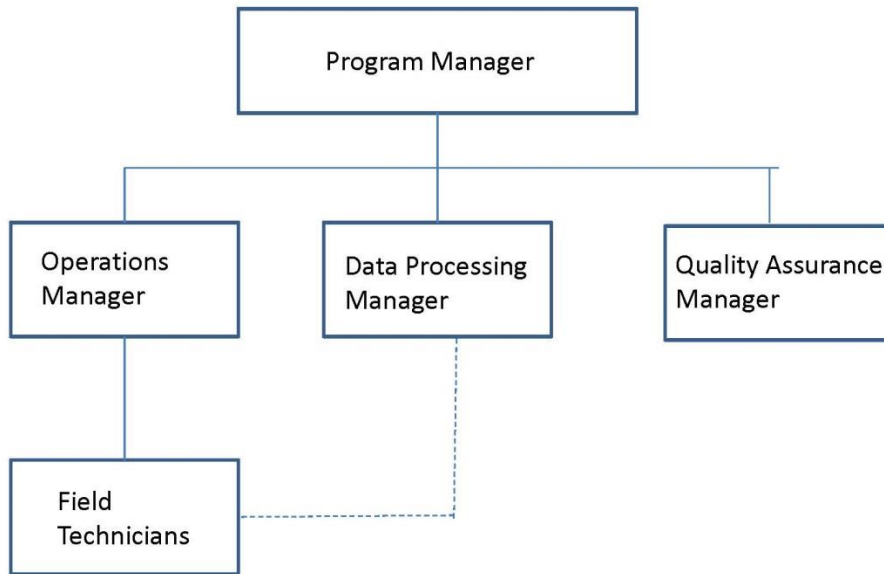 Program Manager
Operations
Manager
Data Processing
Manager
Quality Assurance
Manager
Field
Technicians